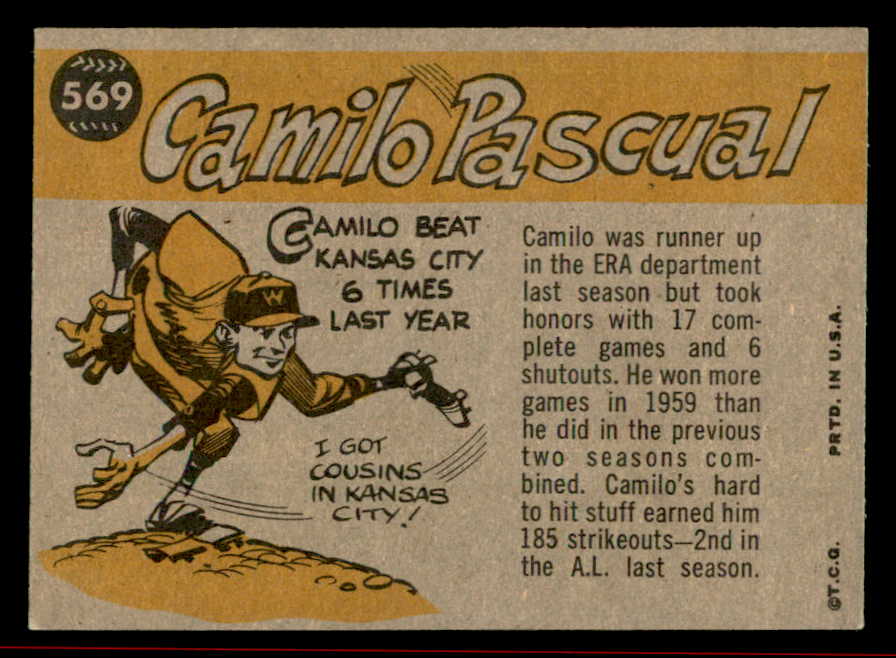 569
Camilo Pascual
CAMILO BEAT
KANSAS CITY
6 TIMES
LAST YEAR
W
I GOT
COUSINS
IN KANSAS
CITY!
Camilo was runner up
in the ERA department
last season but took
honors with 17 com-
plete games and 6
shutouts. He won more
games in 1959 than
he did in the previous
two seasons com-
bined. Camilo's hard
to hit stuff earned him
185 strikeouts—2nd in
the A.L. last season.
©T.C.G. PRTD. IN U.S.A.